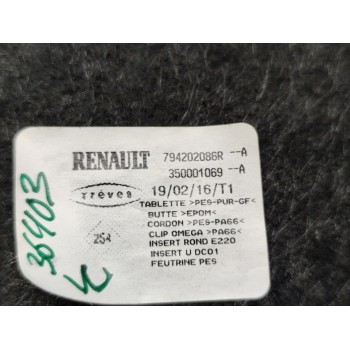 RENAULT 794202086R --A
350001069 --A
Trèves 19/02/16/T1
TABLETTE >PES-PUR-GF<
BUTTE >EPDM<
254 CORDON >PES-PA66<
CLIP OMEGA >PA66<
INSERT ROND E220
INSERT U DC01
FEUTRINE PES
36403